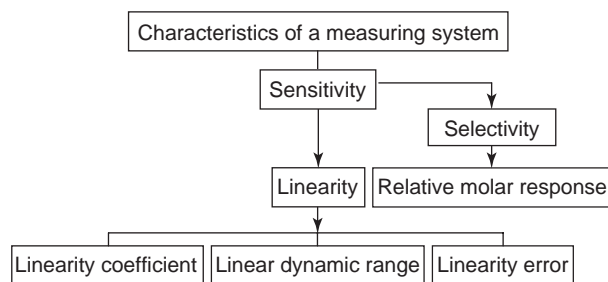 Characteristics of a measuring system
Sensitivity
Selectivity
Linearity
Relative molar response
Linearity coefficient
Linear dynamic range
Linearity error